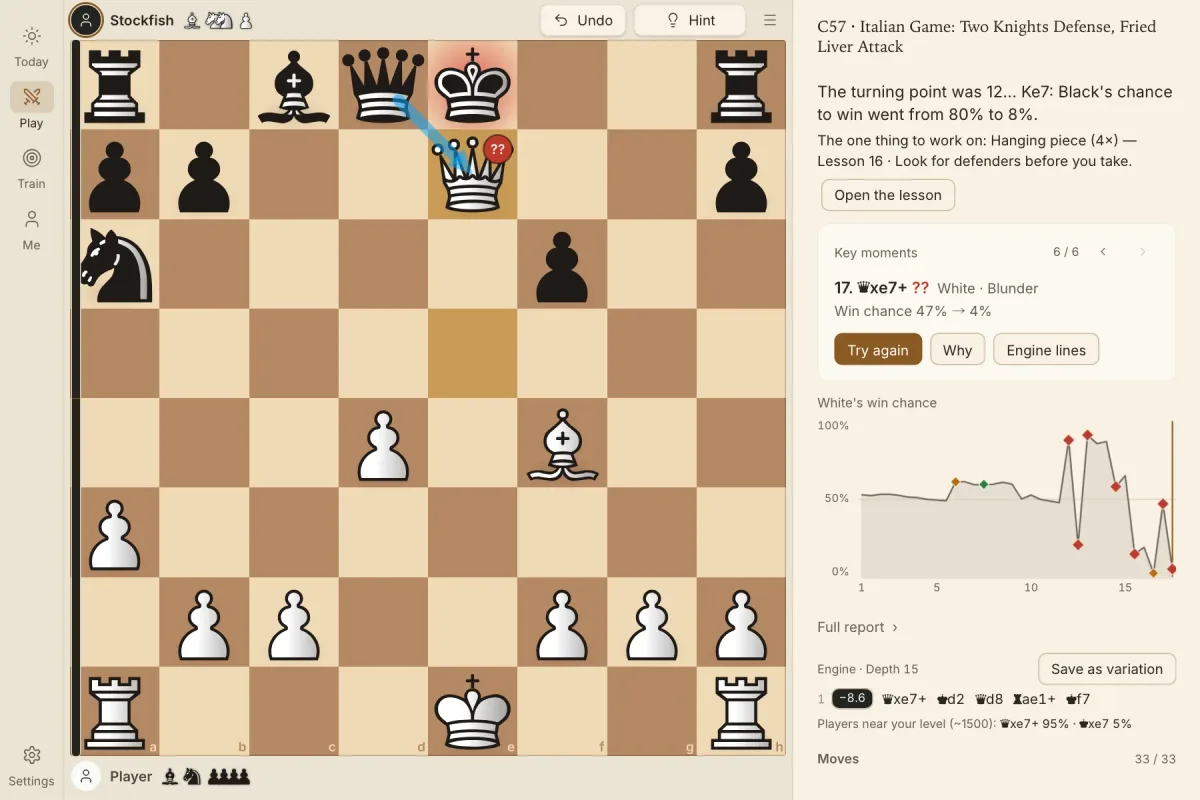 Stockfish
Undo
Hint
Today
Play
Train
Me
Settings
??
a b c d e f g h
Player
C57 · Italian Game: Two Knights Defense, Fried
Liver Attack
The turning point was 12... Ke7: Black's chance
to win went from 80% to 8%.
The one thing to work on: Hanging piece (4×) —
Lesson 16 · Look for defenders before you take.
Open the lesson
Key moments 6 / 6 ‹ ›
17. ♛xe7+ ?? White · Blunder
Win chance 47% → 4%
Try again Why Engine lines
White's win chance
100%
50%
0%
1 5 10 15
Full report ›
Engine · Depth 15 Save as variation
1 −8.6 ♛xe7+ ♚d2 ♛d8 ♜ae1+ ♚f7
Players near your level (~1500): ♛xe7+ 95% · ♚xe7 5%
Moves 33 / 33